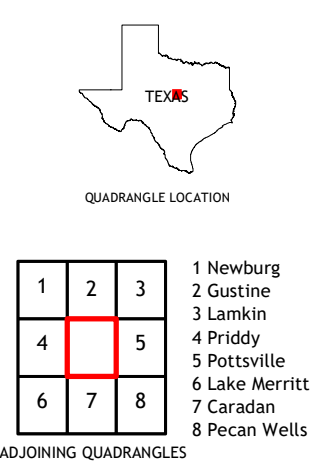 TEXAS
QUADRANGLE LOCATION
1 2 3
4 5
6 7 8
1 Newburg
2 Gustine
3 Lamkin
4 Priddy
5 Pottsville
6 Lake Merritt
7 Caradan
8 Pecan Wells
ADJOINING QUADRANGLES